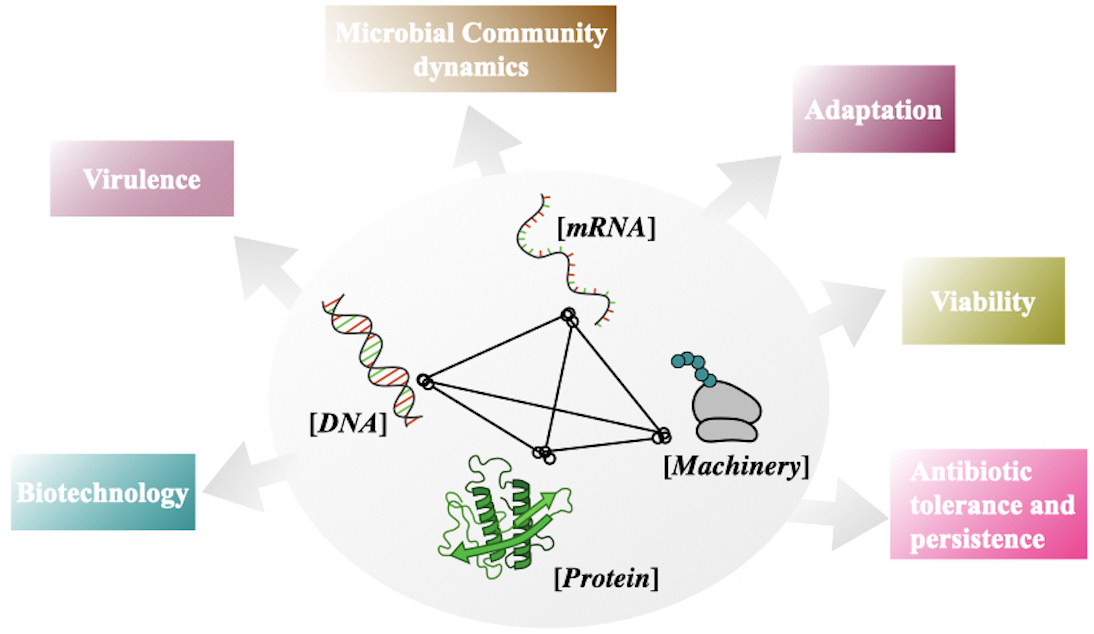 Microbial Community
dynamics
Adaptation
Virulence
[mRNA]
Viability
[DNA]
[Machinery]
Biotechnology
Antibiotic
tolerance and
persistence
[Protein]